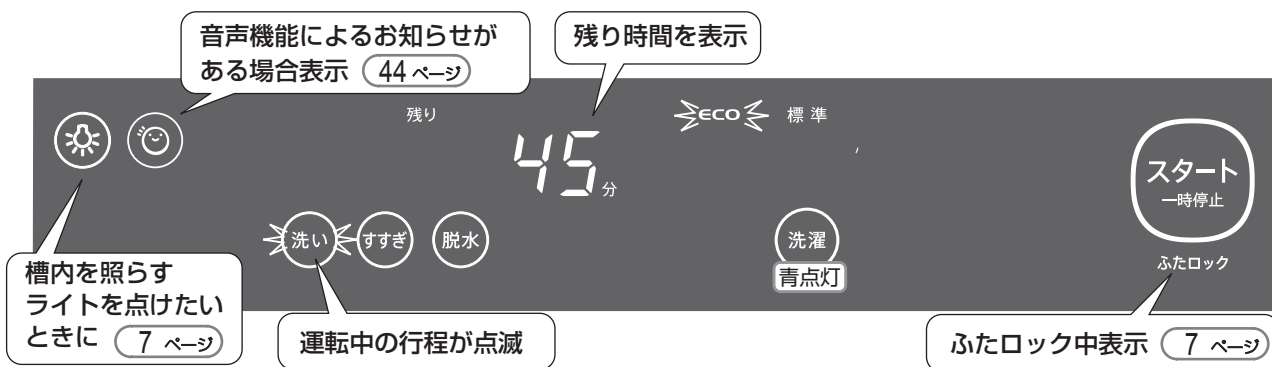 音声機能によるお知らせが
ある場合表示 44 ページ
残り時間を表示
残り
ECO 標準
45 分
スタート
一時停止
洗い すすぎ 脱水
洗濯
青点灯
ふたロック
槽内を照らす
ライトを点けたい
ときに 7 ページ
運転中の行程が点滅
ふたロック中表示 7 ページ